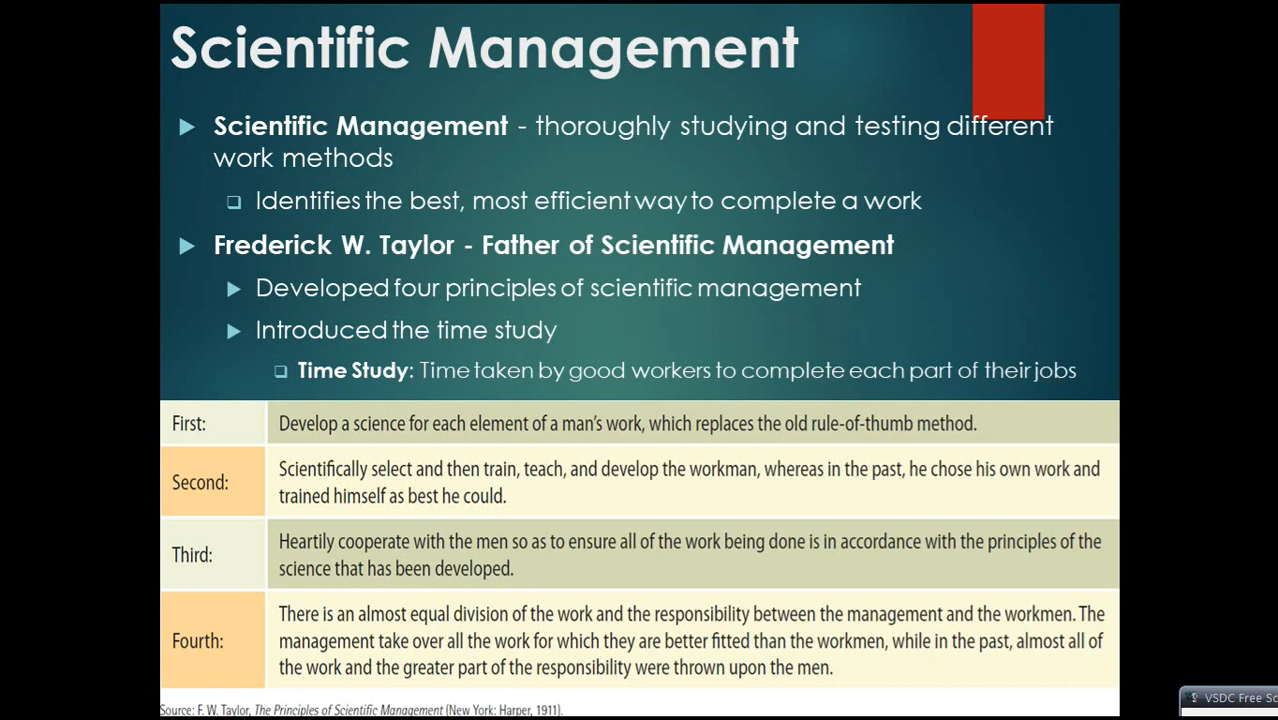 Scientific Management
Scientific Management - thoroughly studying and testing different
work methods
Identifies the best, most efficient way to complete a work
Frederick W. Taylor - Father of Scientific Management
Developed four principles of scientific management
Introduced the time study
Time Study: Time taken by good workers to complete each part of their jobs
First: Develop a science for each element of a man's work, which replaces the old rule-of-thumb method.
Second: Scientifically select and then train, teach, and develop the workman, whereas in the past, he chose his own work and
trained himself as best he could.
Third: Heartily cooperate with the men so as to ensure all of the work being done is in accordance with the principles of the
science that has been developed.
Fourth: There is an almost equal division of the work and the responsibility between the management and the workmen. The
management take over all the work for which they are better fitted than the workmen, while in the past, almost all of
the work and the greater part of the responsibility were thrown upon the men.
Source: F. W. Taylor, The Principles of Scientific Management (New York: Harper, 1911).
VSDC Free Sc